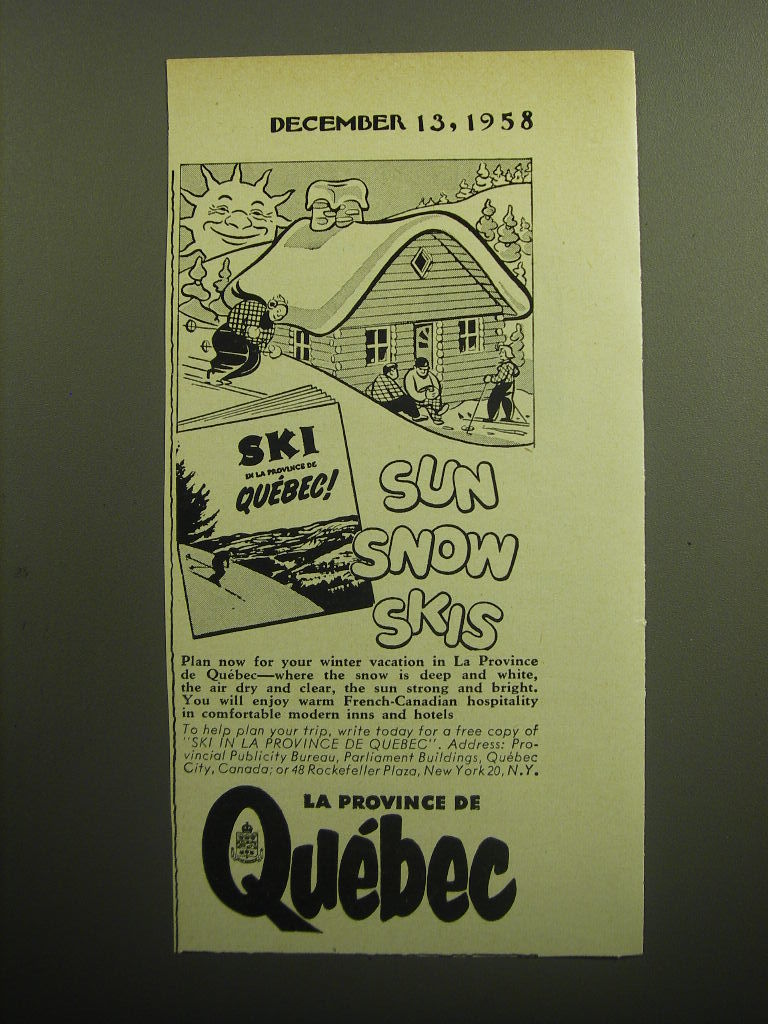 DECEMBER 13, 1958
SKI
IN LA PROVINCE DE
QUÉBEC!
SUN
SNOW
SKIS
Plan now for your winter vacation in La Province
de Québec—where the snow is deep and white,
the air dry and clear, the sun strong and bright.
You will enjoy warm French-Canadian hospitality
in comfortable modern inns and hotels
To help plan your trip, write today for a free copy of
"SKI IN LA PROVINCE DE QUEBEC". Address: Pro-
vincial Publicity Bureau, Parliament Buildings, Québec
City, Canada; or 48 Rockefeller Plaza, New York 20, N.Y.
LA PROVINCE DE
Québec